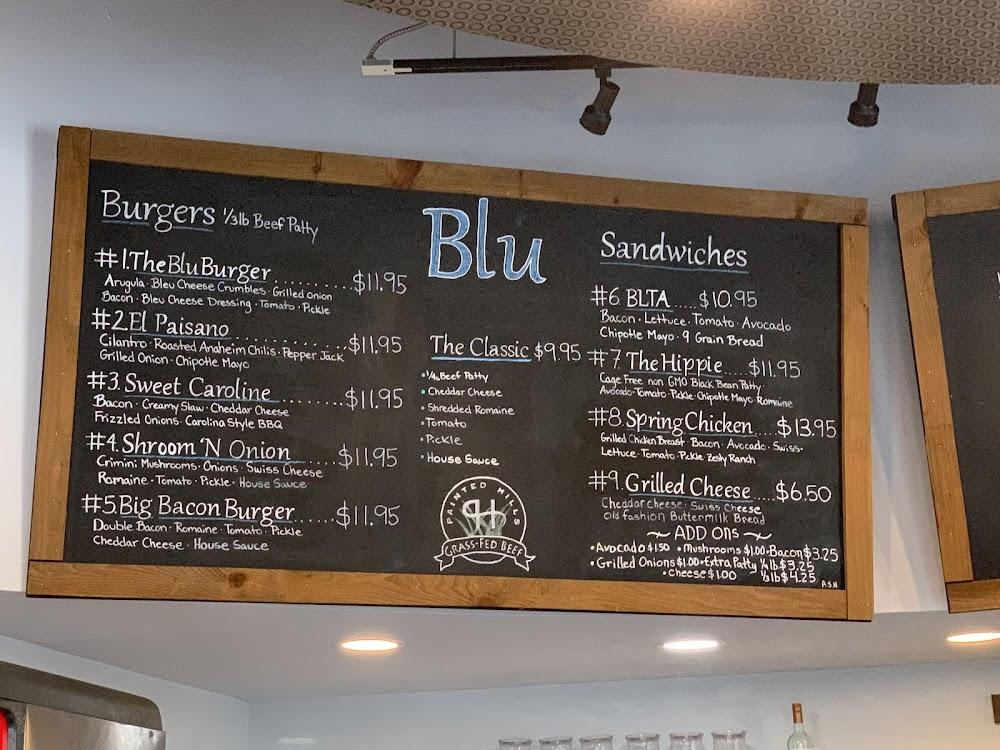 Burgers 1/3lb Beef Patty
#1.The Blu Burger..........$11.95
Arugula · Bleu Cheese Crumbles · Grilled Onion
Bacon · Bleu Cheese Dressing · Tomato · Pickle
#2.El Paisano..............$11.95
Cilantro · Roasted Anaheim Chilis · Pepper Jack
Grilled Onion · Chipotle Mayo
#3.Sweet Caroline.........$11.95
Bacon · Creamy Slaw · Cheddar Cheese
Frizzled Onions · Carolina Style BBQ
#4.Shroom 'N Onion.....$11.95
Crimini Mushrooms · Onions · Swiss Cheese
Romaine · Tomato · Pickle · House Sauce
#5.Big Bacon Burger......$11.95
Double Bacon · Romaine · Tomato · Pickle
Cheddar Cheese · House Sauce
Blu
The Classic $9.95
• 1/4lb Beef Patty
• Cheddar Cheese
• Shredded Romaine
• Tomato
• Pickle
• House Sauce
PAINTED HILLS
PH
GRASS-FED BEEF
Sandwiches
#6 BLTA.....$10.95
Bacon · Lettuce · Tomato · Avocado
Chipotle Mayo · 9 Grain Bread
#7 The Hippie.....$11.95
Cage Free non GMO Black Bean Patty
Avocado · Tomato · Pickle · Chipotle Mayo · Romaine
#8.Spring Chicken....$13.95
Grilled Chicken Breast · Bacon · Avocado · Swiss ·
Lettuce · Tomato · Pickle Zesty Ranch
#9.Grilled Cheese....$6.50
Cheddar Cheese · Swiss Cheese
Old Fashion Buttermilk Bread
~ ADD Ons ~
• Avocado $1.50 • Mushrooms $1.00 • Bacon $3.25
• Grilled Onions $1.00 • Extra Patty 1/4lb $3.25
• Cheese $1.00 1/3lb $4.25
A.S.H